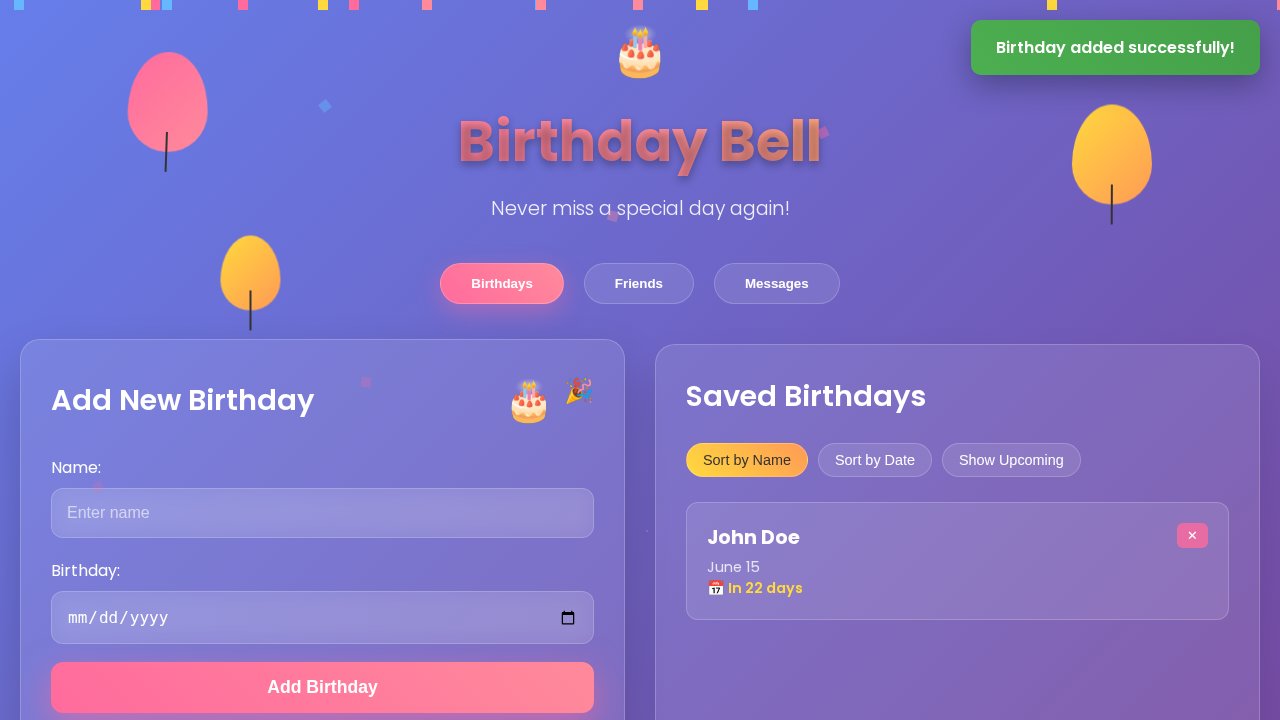 Birthday added successfully!
Birthday Bell
Never miss a special day again!
Birthdays
Friends
Messages
Add New Birthday
Name:
Enter name
Birthday:
mm/dd/yyyy
Add Birthday
Saved Birthdays
Sort by Name
Sort by Date
Show Upcoming
John Doe
×
June 15
📅 In 22 days